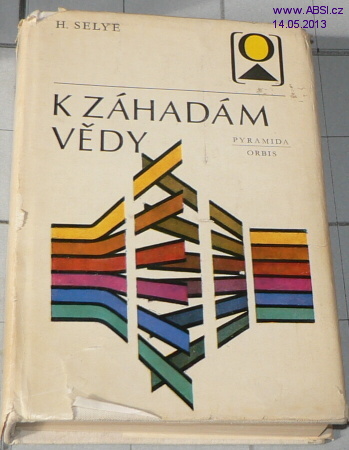 www.ABSI.cz
14.05.2013
H. SELYE
K ZÁHADÁM
VĚDY
PYRAMIDA
ORBIS